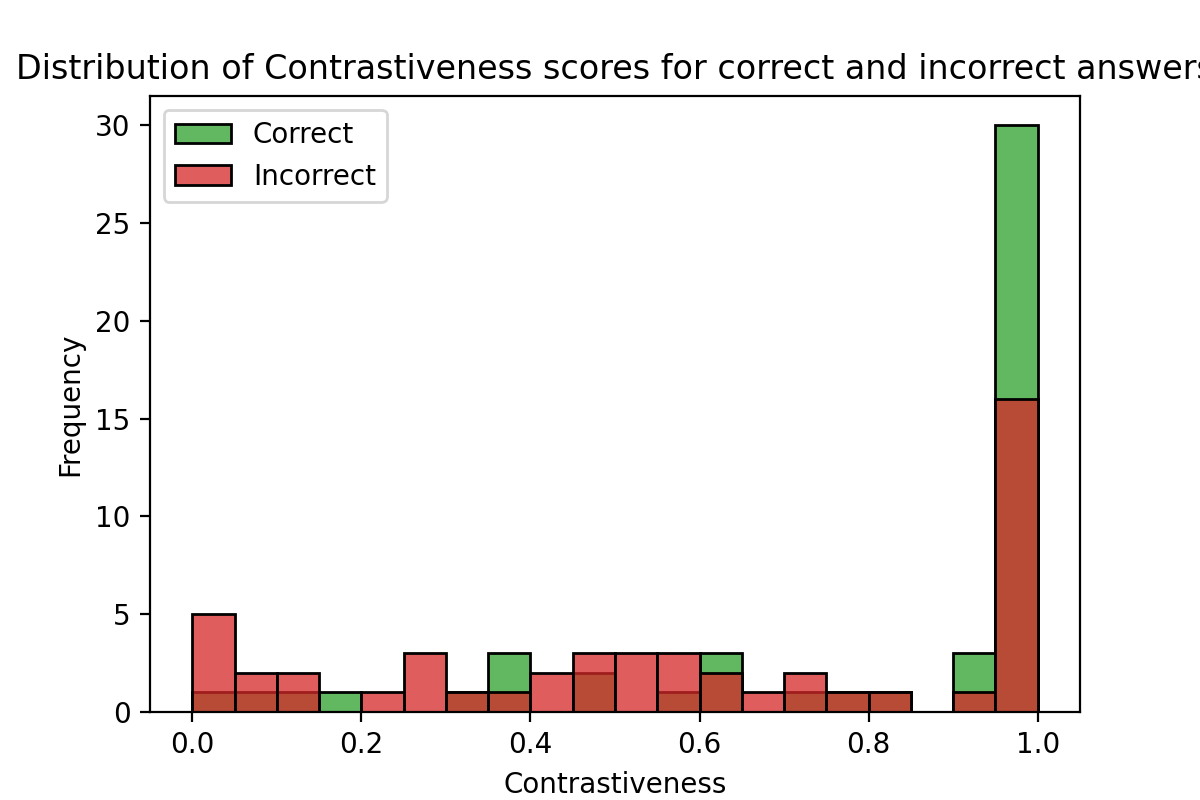 Distribution of Contrastiveness scores for correct and incorrect answers
Correct
Incorrect
30
25
20
15
10
5
0
Frequency
0.0 0.2 0.4 0.6 0.8 1.0
Contrastiveness